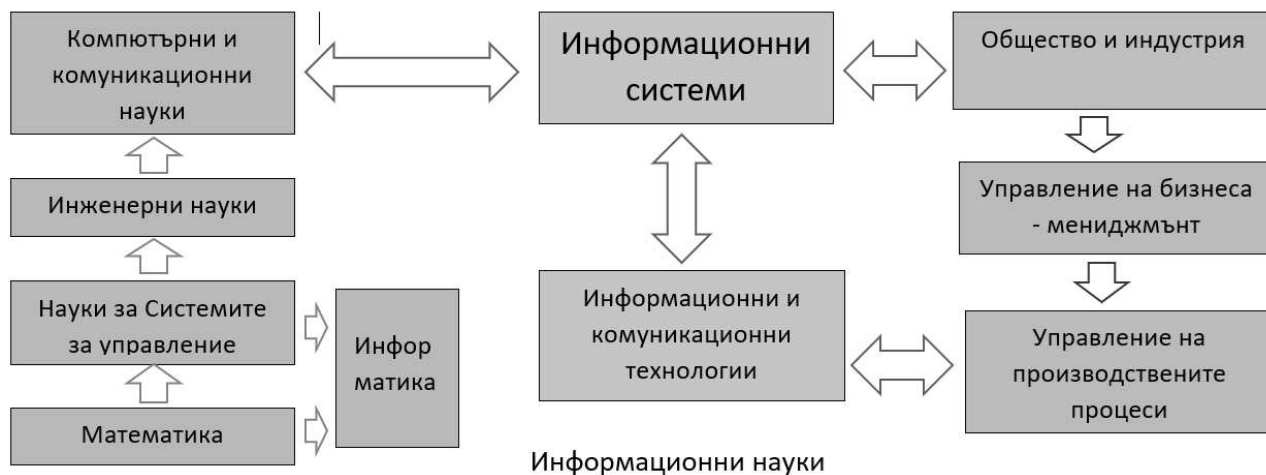 Компютърни и
комуникационни
науки
Инженерни науки
Науки за Системите
за управление
Математика
Инфор
матика
Информационни
системи
Информационни и
комуникационни
технологии
Общество и индустрия
Управление на бизнеса
- мениджмънт
Управление на
производствените
процеси
Информационни науки